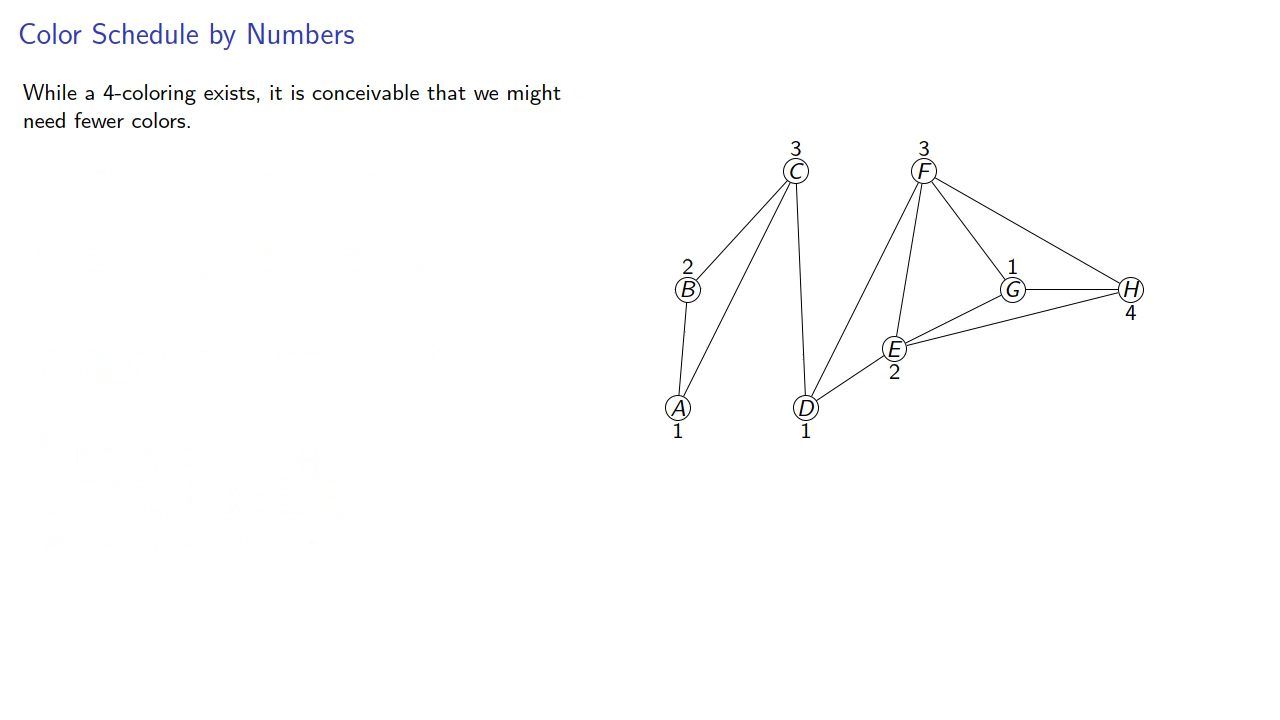 Color Schedule by Numbers
While a 4-coloring exists, it is conceivable that we might
need fewer colors.
3
3
C
F
2
1
B
G
H
4
E
2
A
D
1
1